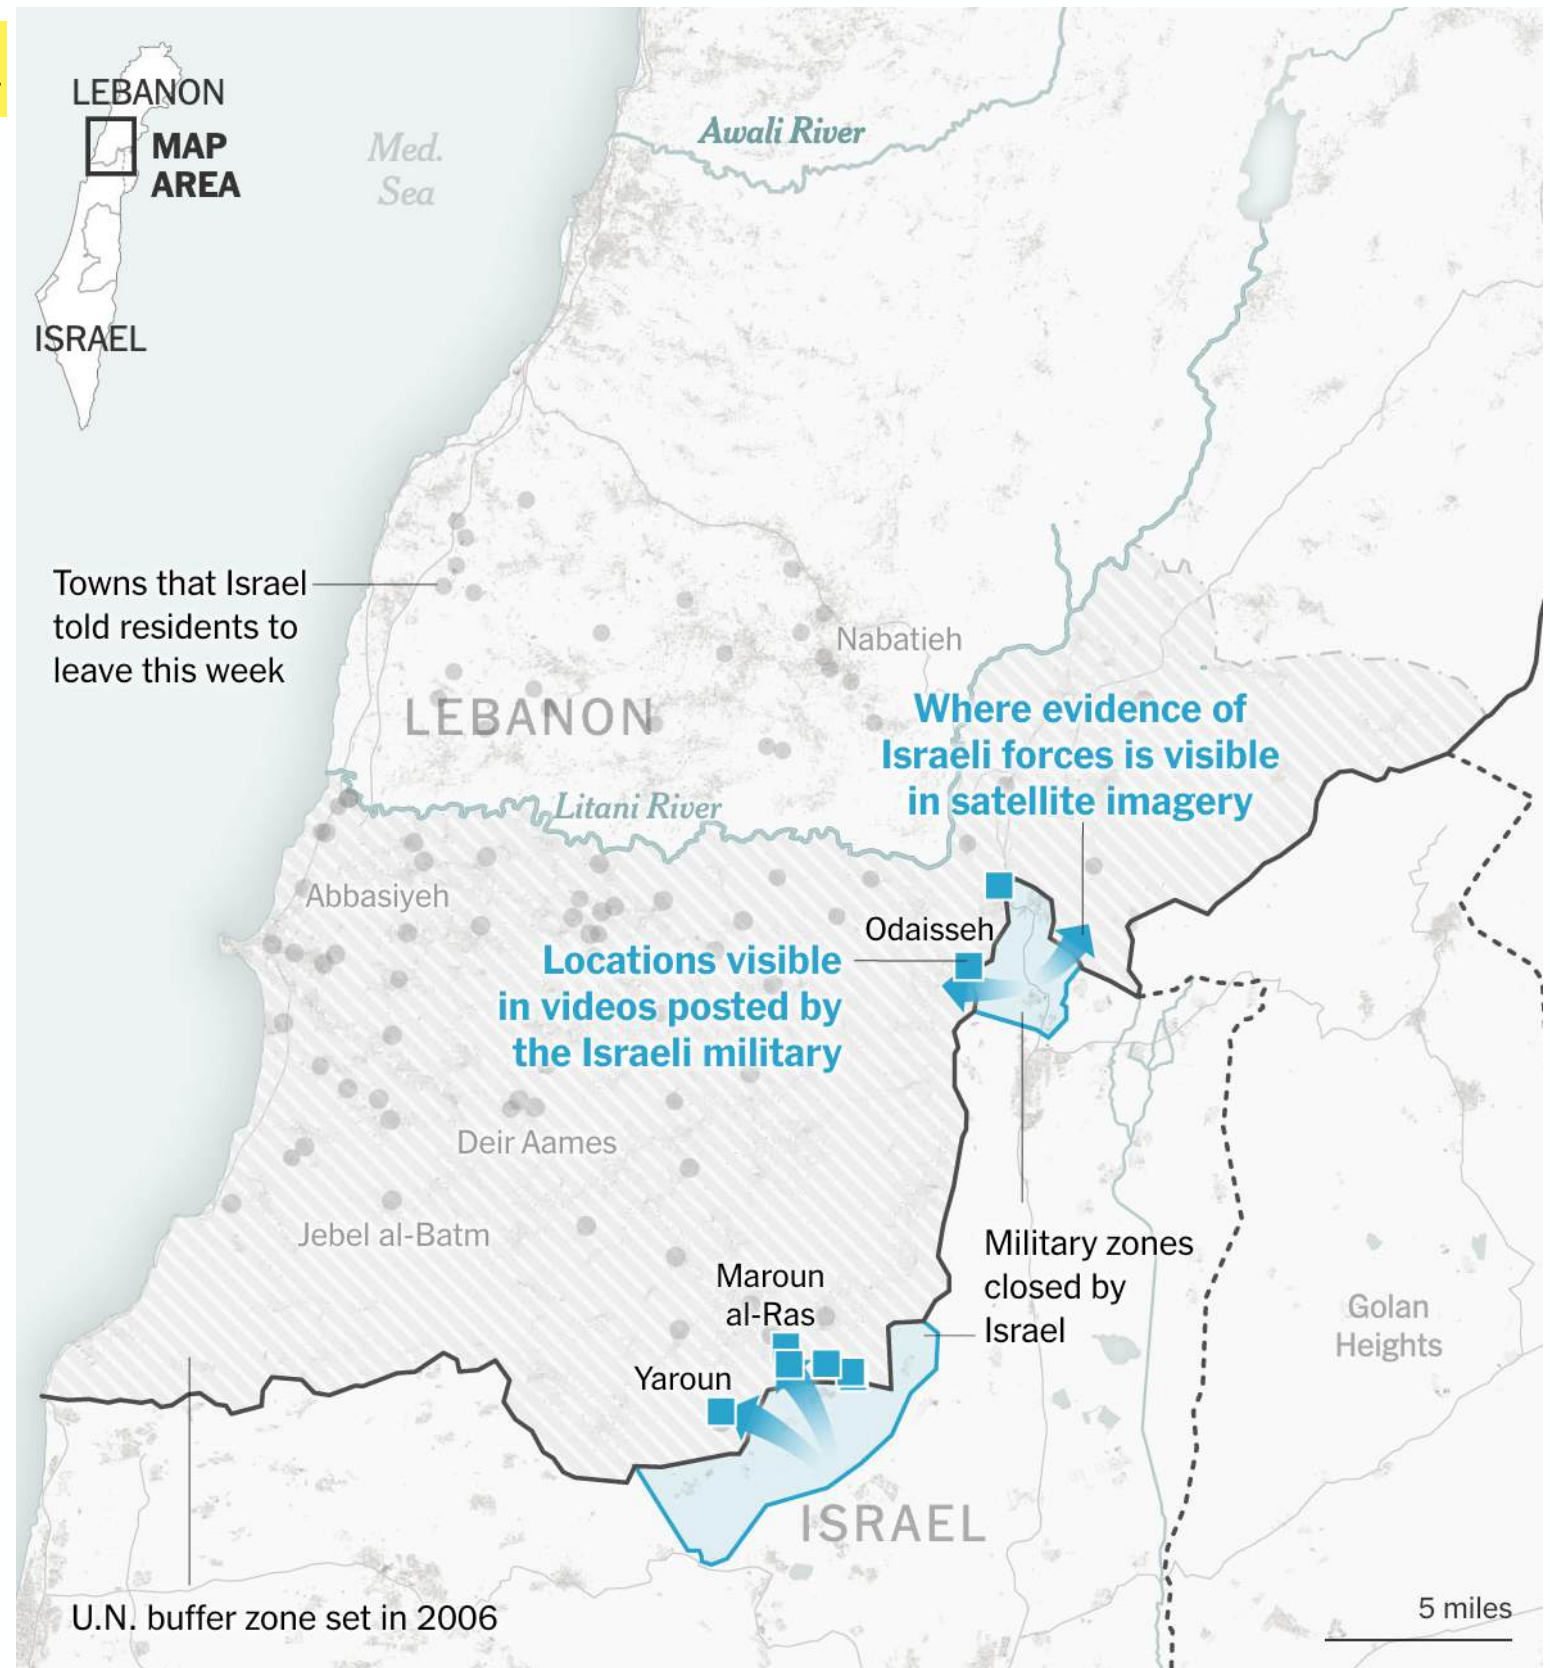 LEBANON
MAP
AREA
ISRAEL
Med.
Sea
Awali River
Towns that Israel
told residents to
leave this week
Nabatieh
LEBANON
Where evidence of
Israeli forces is visible
in satellite imagery
Litani River
Abbasiyeh
Odaisseh
Locations visible
in videos posted by
the Israeli military
Deir Aames
Jebel al-Batm
Military zones
closed by
Israel
Maroun
al-Ras
Yaroun
Golan
Heights
ISRAEL
U.N. buffer zone set in 2006
5 miles